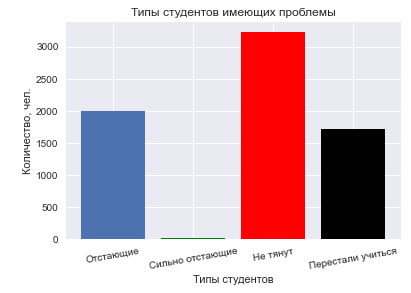 Типы студентов имеющих проблемы
Количество, чел.
3000
2500
2000
1500
1000
500
0
Отстающие
Сильно отстающие
Не тянут
Перестали учиться
Типы студентов